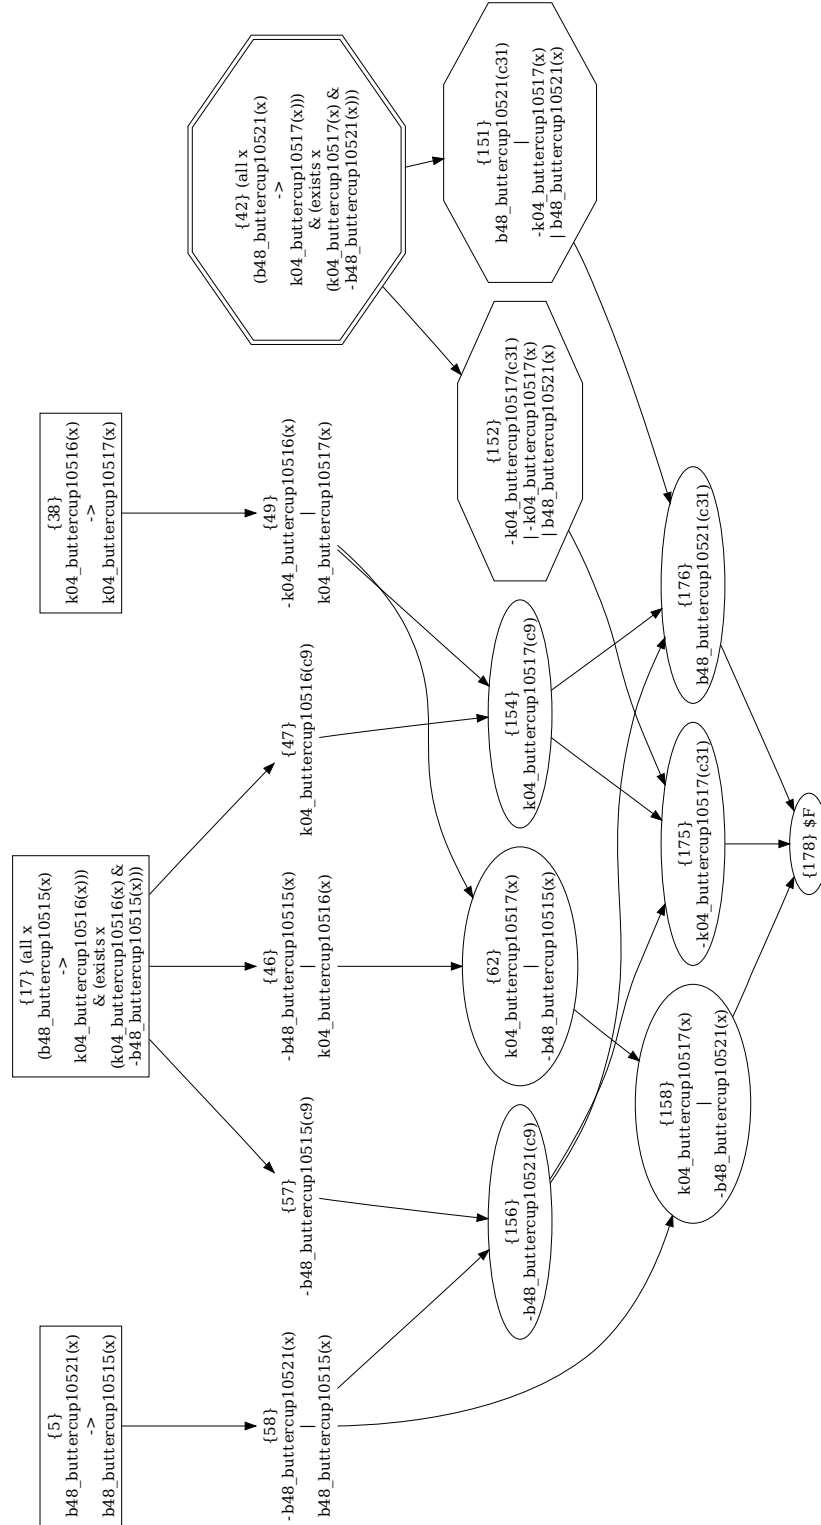 {5}
b48_buttercup10521(x)
->
b48_buttercup10515(x)
{17} (all x
(b48_buttercup10515(x)
->
k04_buttercup10516(x)))
& (exists x
(k04_buttercup10516(x) &
-b48_buttercup10515(x)))
{38}
k04_buttercup10516(x)
->
k04_buttercup10517(x)
{42} (all x
(b48_buttercup10521(x)
->
k04_buttercup10517(x)))
& (exists x
(k04_buttercup10517(x) &
-b48_buttercup10521(x)))
{58}
-b48_buttercup10521(x)
|
b48_buttercup10515(x)
{57}
-b48_buttercup10515(c9)
{46}
-b48_buttercup10515(x)
|
k04_buttercup10516(x)
{47}
k04_buttercup10516(c9)
{49}
-k04_buttercup10516(x)
|
k04_buttercup10517(x)
{156}
-b48_buttercup10521(c9)
{62}
k04_buttercup10517(x)
|
-b48_buttercup10515(x)
{154}
k04_buttercup10517(c9)
{152}
-k04_buttercup10517(c31)
| -k04_buttercup10517(x)
| b48_buttercup10521(x)
{151}
b48_buttercup10521(c31)
|
-k04_buttercup10517(x)
| b48_buttercup10521(x)
{158}
k04_buttercup10517(x)
|
-b48_buttercup10521(x)
{175}
-k04_buttercup10517(c31)
{176}
b48_buttercup10521(c31)
{178} $F